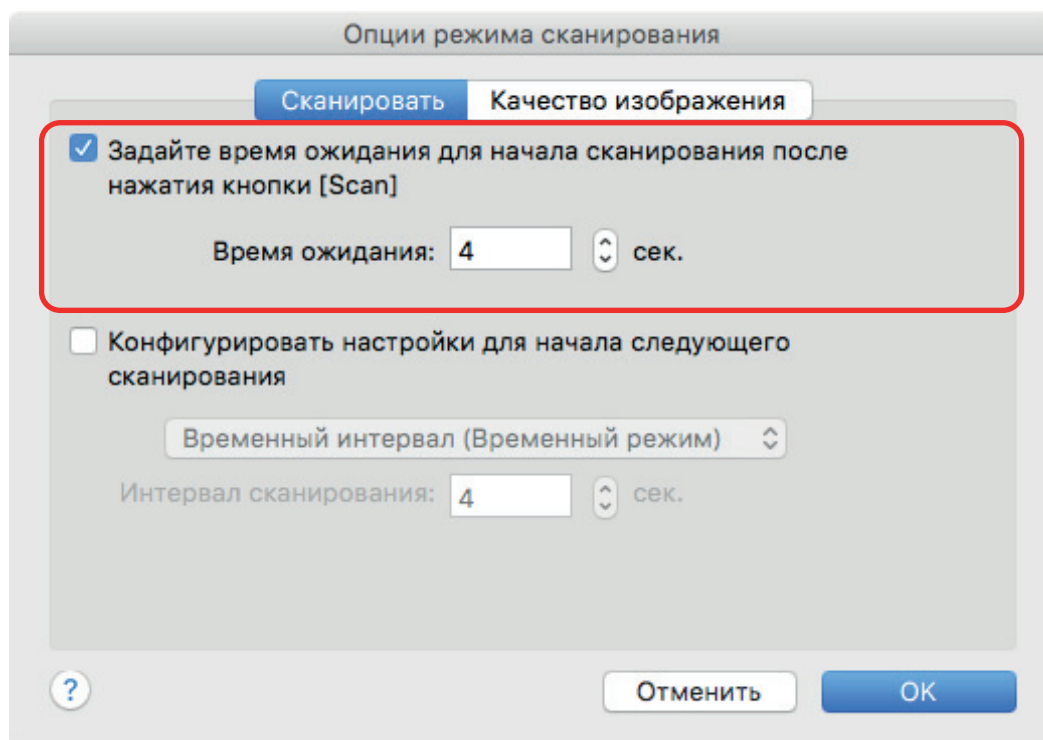 Опции режима сканирования
Сканировать Качество изображения
Задайте время ожидания для начала сканирования после
нажатия кнопки [Scan]
Время ожидания: 4 сек.
Конфигурировать настройки для начала следующего
сканирования
Временный интервал (Временный режим)
Интервал сканирования: 4 сек.
? Отменить OK